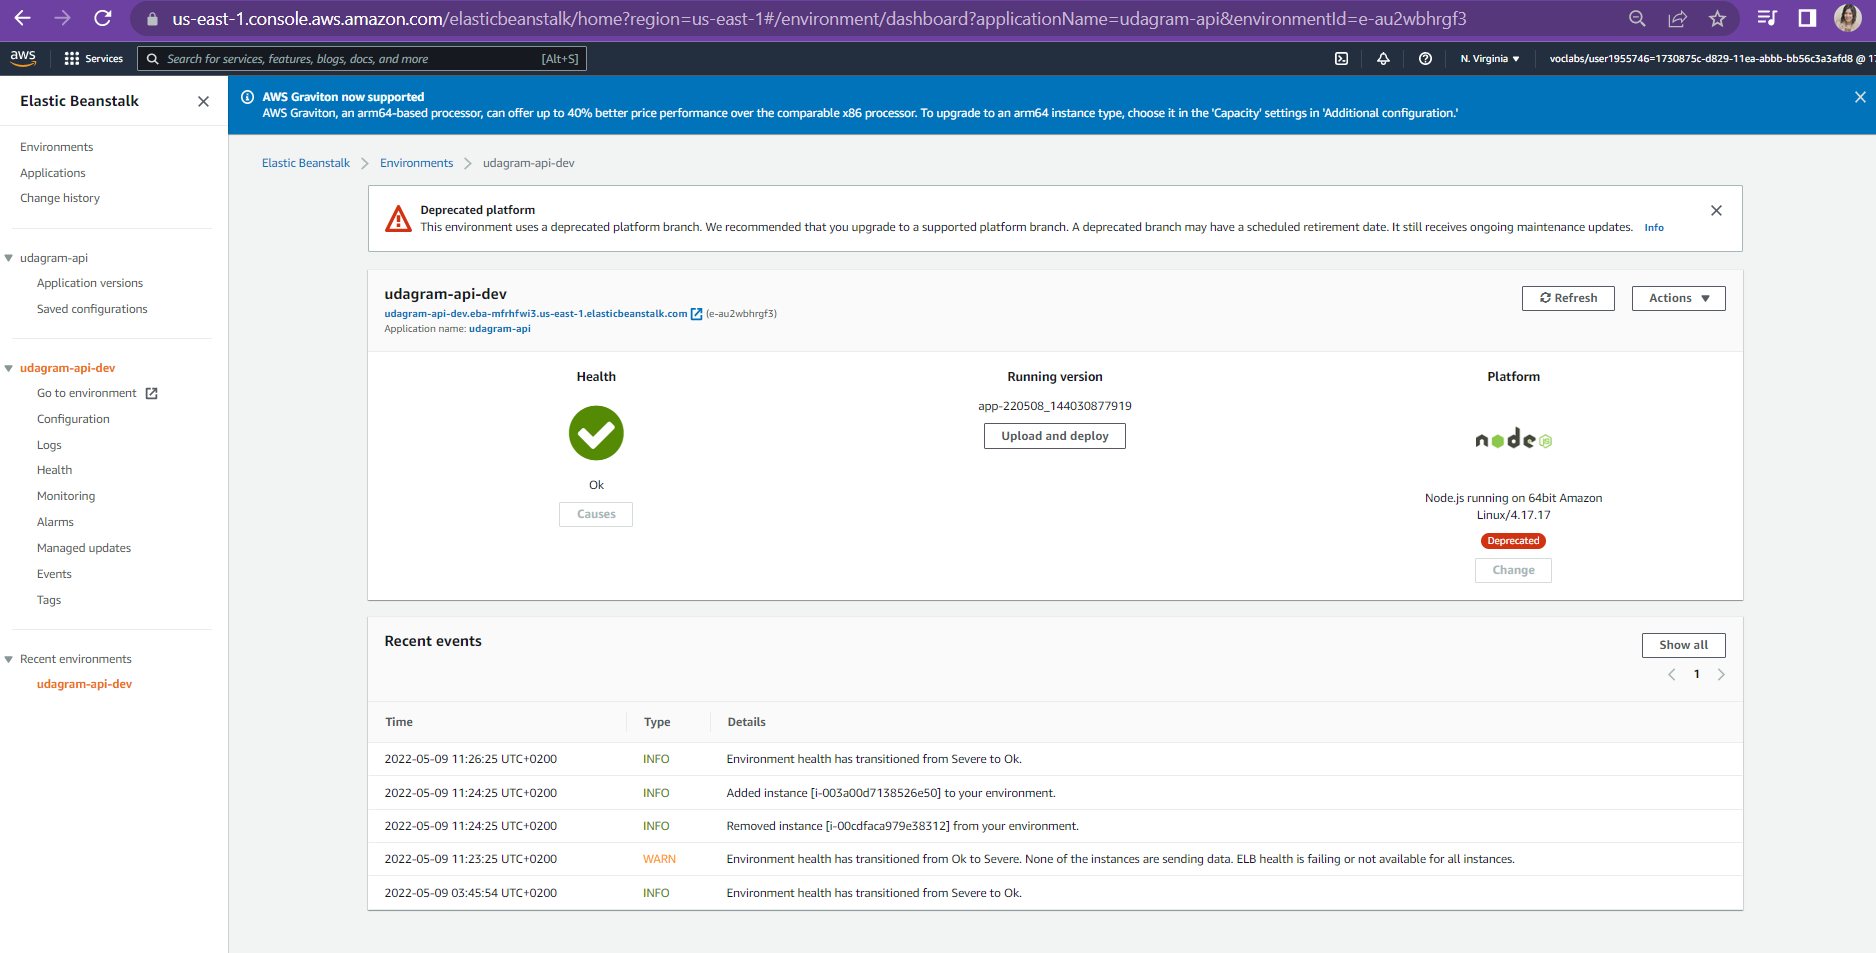 us-east-1.console.aws.amazon.com/elasticbeanstalk/home?region=us-east-1#/environment/dashboard?applicationName=udagram-api&environmentId=e-au2wbhrgf3
aws
Services
Search for services, features, blogs, docs, and more
[Alt+S]
N. Virginia
voclabs/user1955746=1730875c-d829-11ea-abbb-bb56c3a3afd8 @ 17
Elastic Beanstalk
Environments
Applications
Change history
udagram-api
Application versions
Saved configurations
udagram-api-dev
Go to environment
Configuration
Logs
Health
Monitoring
Alarms
Managed updates
Events
Tags
Recent environments
udagram-api-dev
AWS Graviton now supported
AWS Graviton, an arm64-based processor, can offer up to 40% better price performance over the comparable x86 processor. To upgrade to an arm64 instance type, choose it in the 'Capacity' settings in 'Additional configuration.'
Elastic Beanstalk
Environments
udagram-api-dev
Deprecated platform
This environment uses a deprecated platform branch. We recommended that you upgrade to a supported platform branch. A deprecated branch may have a scheduled retirement date. It still receives ongoing maintenance updates. Info
udagram-api-dev
udagram-api-dev.eba-mfrhfwi3.us-east-1.elasticbeanstalk.com (e-au2wbhrgf3)
Application name: udagram-api
Refresh
Actions
Health
Ok
Causes
Running version
app-220508_144030877919
Upload and deploy
Platform
node JS
Node.js running on 64bit Amazon
Linux/4.17.17
Deprecated
Change
Recent events
Show all
1
Time Type Details
2022-05-09 11:26:25 UTC+0200 INFO Environment health has transitioned from Severe to Ok.
2022-05-09 11:24:25 UTC+0200 INFO Added instance [i-003a00d7138526e50] to your environment.
2022-05-09 11:24:25 UTC+0200 INFO Removed instance [i-00cdfaca979e38312] from your environment.
2022-05-09 11:23:25 UTC+0200 WARN Environment health has transitioned from Ok to Severe. None of the instances are sending data. ELB health is failing or not available for all instances.
2022-05-09 03:45:54 UTC+0200 INFO Environment health has transitioned from Severe to Ok.